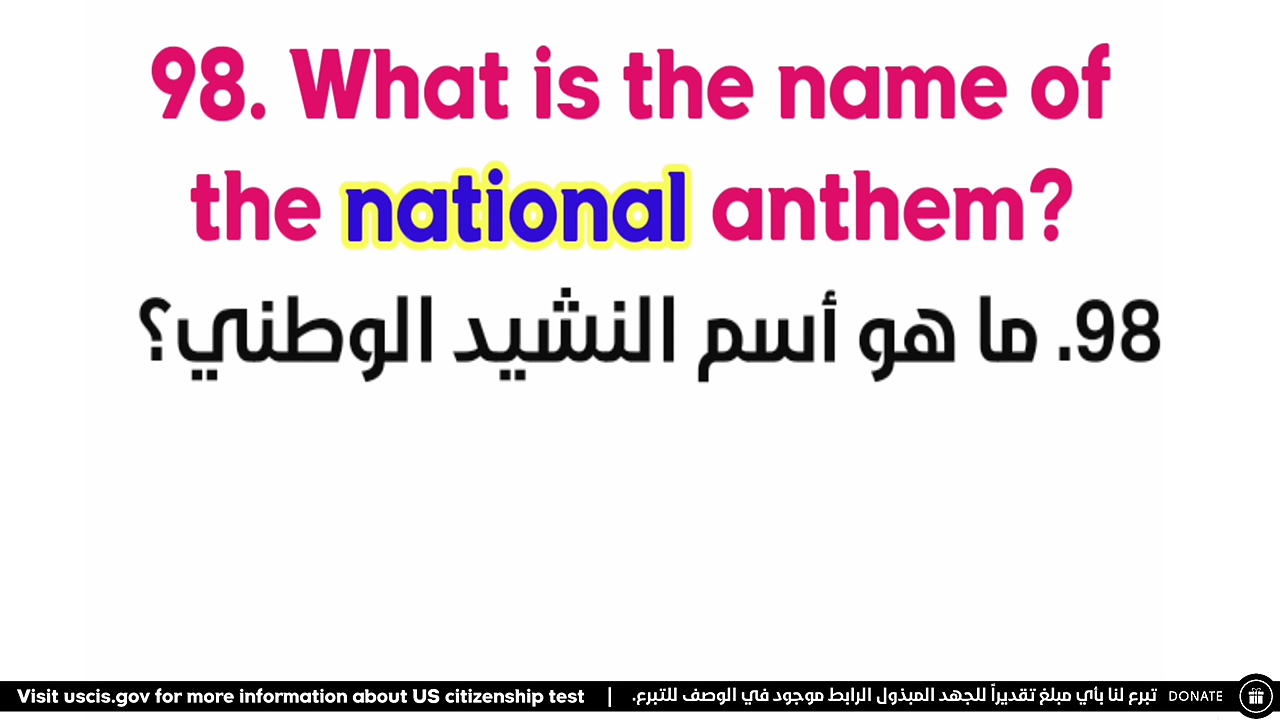 98. What is the name of
the national anthem?
98. ما هو أسم النشيد الوطني؟
Visit uscis.gov for more information about US citizenship test | تبرع لنا بأي مبلغ تقديراً للجهد المبذول الرابط موجود في الوصف للتبرع. DONATE